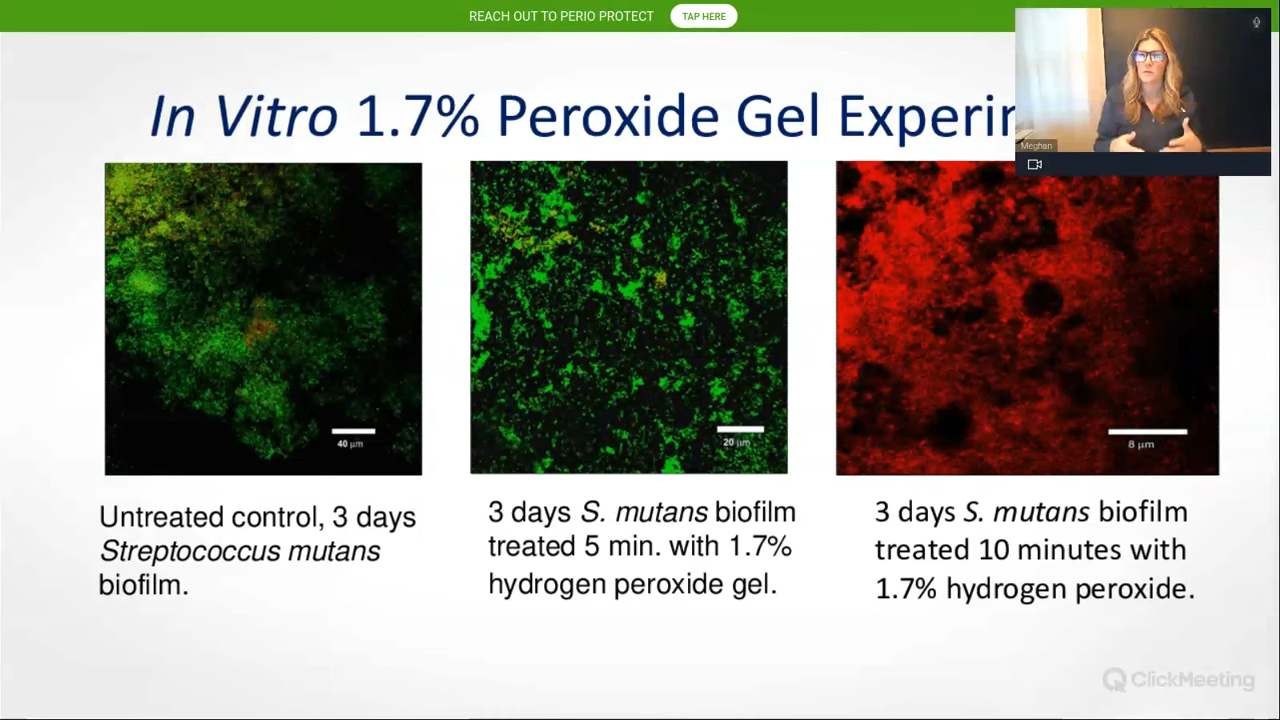 REACH OUT TO PERIO PROTECT TAP HERE
In Vitro 1.7% Peroxide Gel
Meghan
40 µm
20 µm
8 µm
Untreated control, 3 days
Streptococcus mutans
biofilm.
3 days S. mutans biofilm
treated 5 min. with 1.7%
hydrogen peroxide gel.
3 days S. mutans biofilm
treated 10 minutes with
1.7% hydrogen peroxide.
ClickMeeting